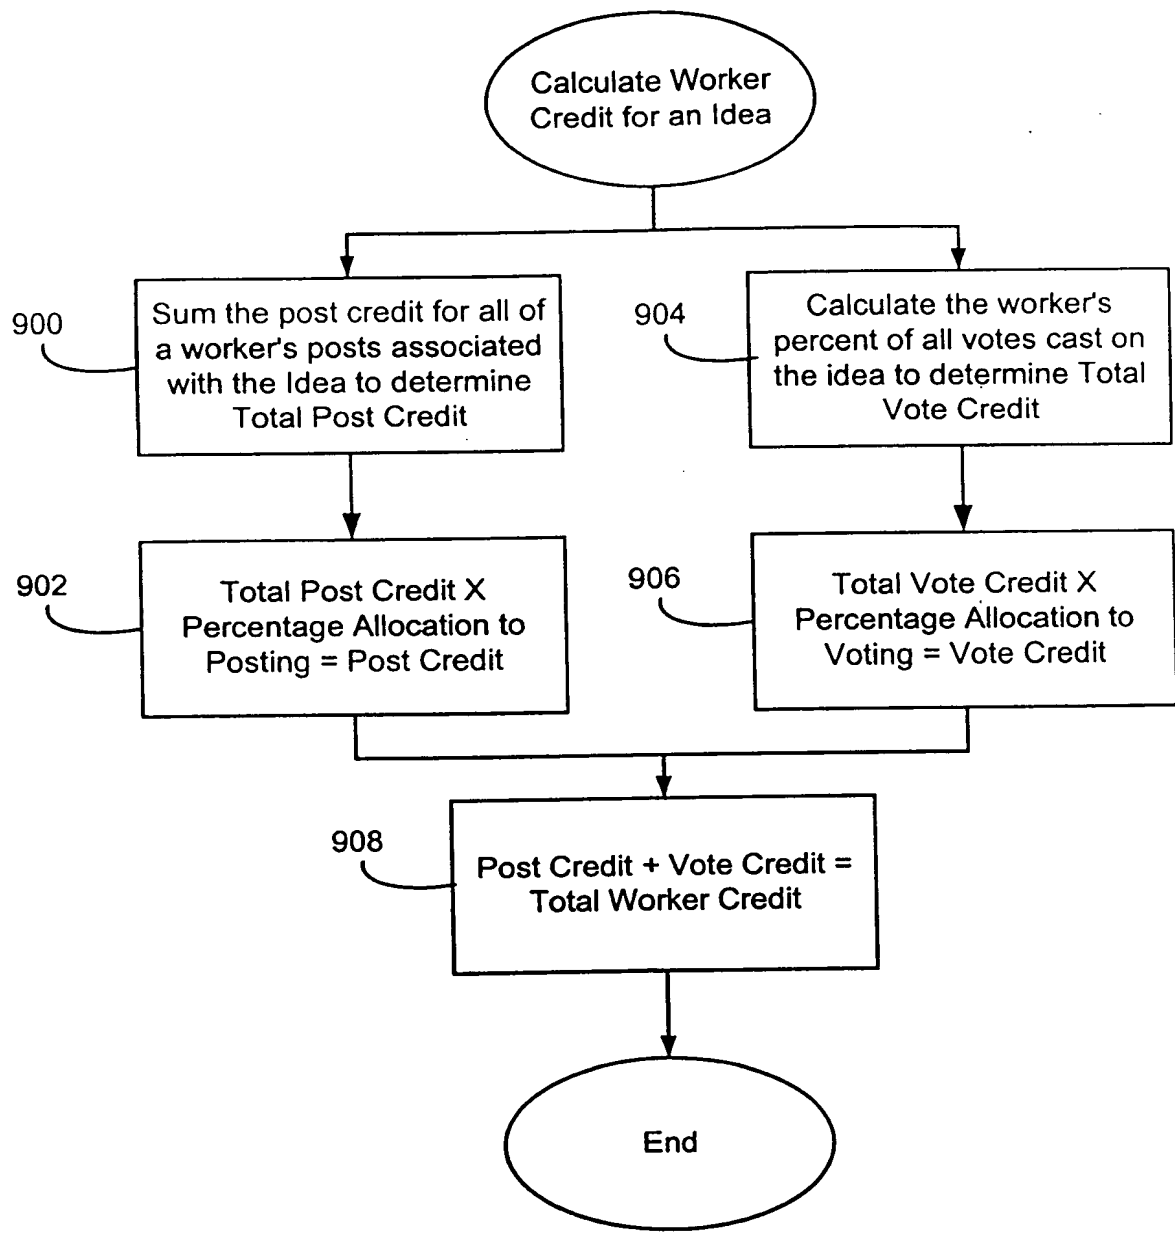 Calculate Worker
Credit for an Idea
900
Sum the post credit for all of
a worker's posts associated
with the Idea to determine
Total Post Credit
904
Calculate the worker's
percent of all votes cast on
the idea to determine Total
Vote Credit
902
Total Post Credit X
Percentage Allocation to
Posting = Post Credit
906
Total Vote Credit X
Percentage Allocation to
Voting = Vote Credit
908
Post Credit + Vote Credit =
Total Worker Credit
End